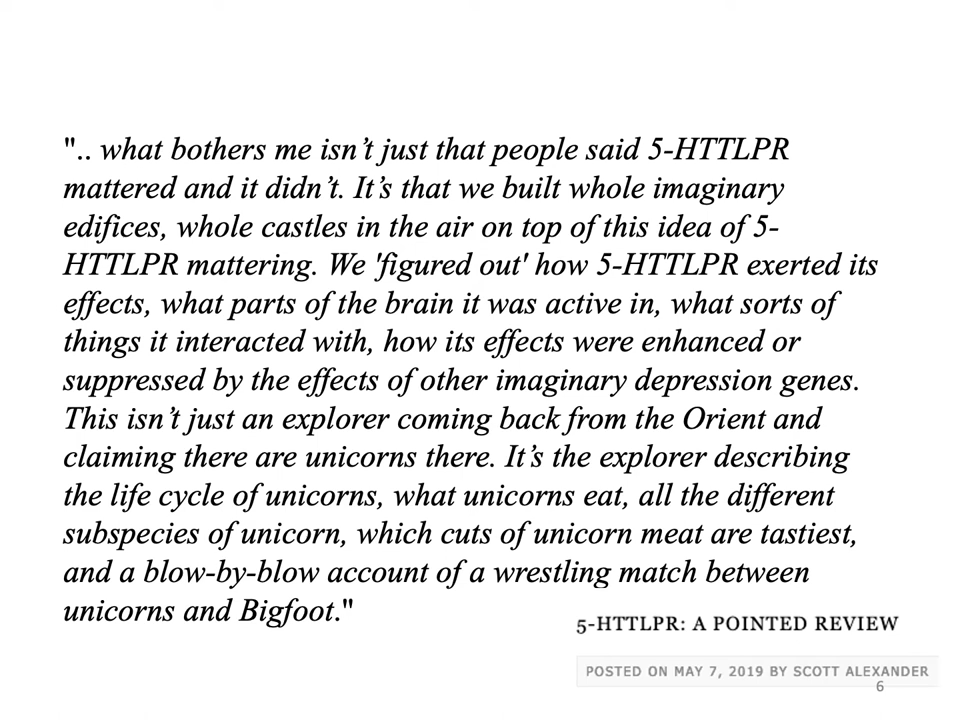 ".. what bothers me isn’t just that people said 5-HTTLPR
mattered and it didn’t. It’s that we built whole imaginary
edifices, whole castles in the air on top of this idea of 5-
HTTLPR mattering. We 'figured out' how 5-HTTLPR exerted its
effects, what parts of the brain it was active in, what sorts of
things it interacted with, how its effects were enhanced or
suppressed by the effects of other imaginary depression genes.
This isn’t just an explorer coming back from the Orient and
claiming there are unicorns there. It’s the explorer describing
the life cycle of unicorns, what unicorns eat, all the different
subspecies of unicorn, which cuts of unicorn meat are tastiest,
and a blow-by-blow account of a wrestling match between
unicorns and Bigfoot."
5-HTTLPR: A POINTED REVIEW
POSTED ON MAY 7, 2019 BY SCOTT ALEXANDER
6